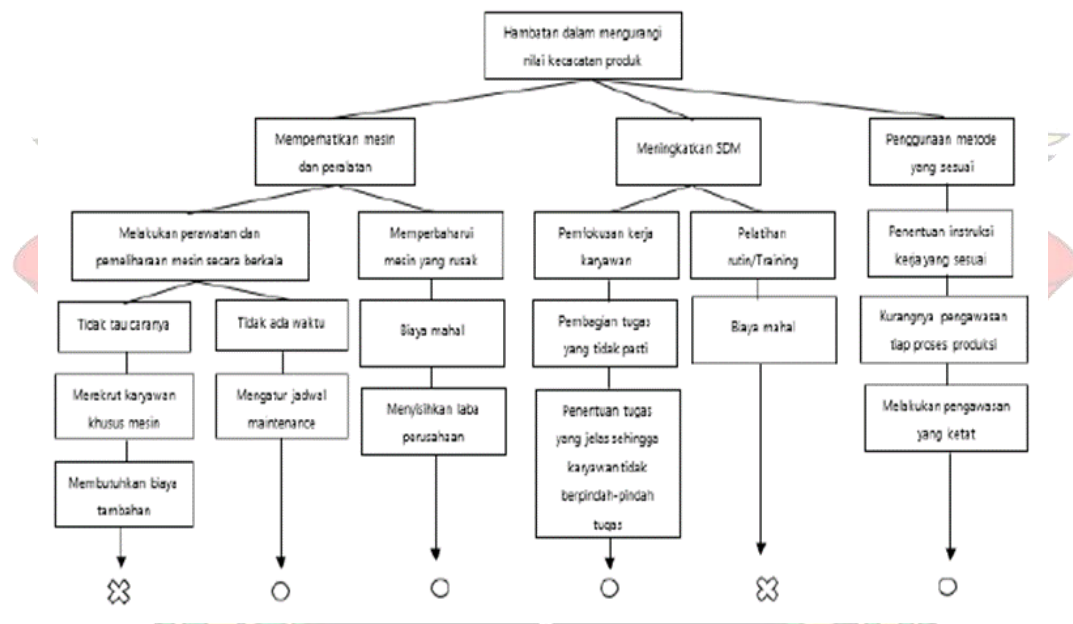 Hambatan dalam mengurangi
nilai kecacatan produk
Memperhatikan mesin
dan peralatan
Meningkatkan SDM
Penggunaan metode
yang sesuai
Melakukan perawatan dan
pemeliharaan mesin secara berkala
Memperbaharui
mesin yang rusak
Pemfokusan kerja
karyawan
Pelatihan
rutin/Training
Penentuan instruksi
kerja yang sesuai
Tidak tau caranya
Tidak ada waktu
Biaya mahal
Pembagian tugas
yang tidak pasti
Biaya mahal
Kurangnya pengawasan
tiap proses produksi
Merekrut karyawan
khusus mesin
Mengatur jadwal
maintenance
Menyisihkan laba
perusahaan
Penentuan tugas
yang jelas sehingga
karyawan tidak
berpindah-pindah
tugas
Melakukan pengawasan
yang ketat
Membutuhkan biaya
tambahan